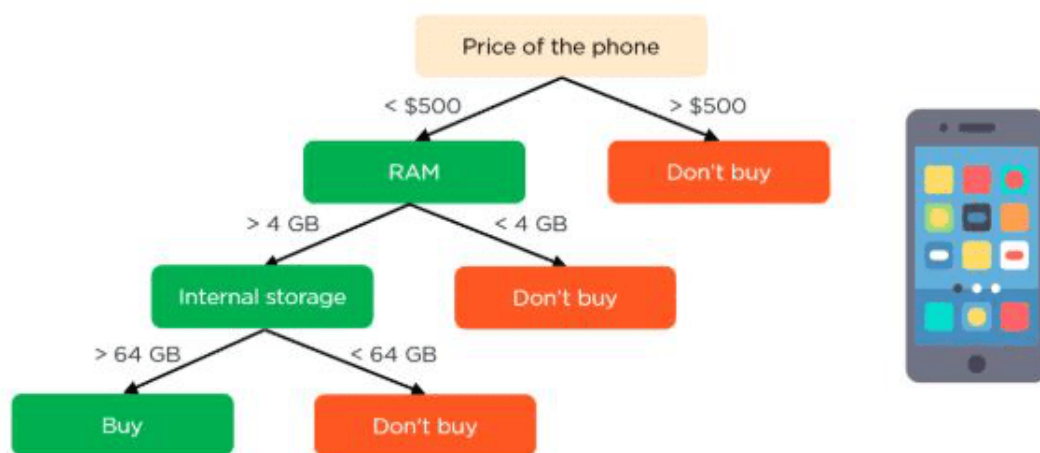 Price of the phone
< $500
> $500
RAM
Don't buy
> 4 GB
< 4 GB
Internal storage
Don't buy
> 64 GB
< 64 GB
Buy
Don't buy